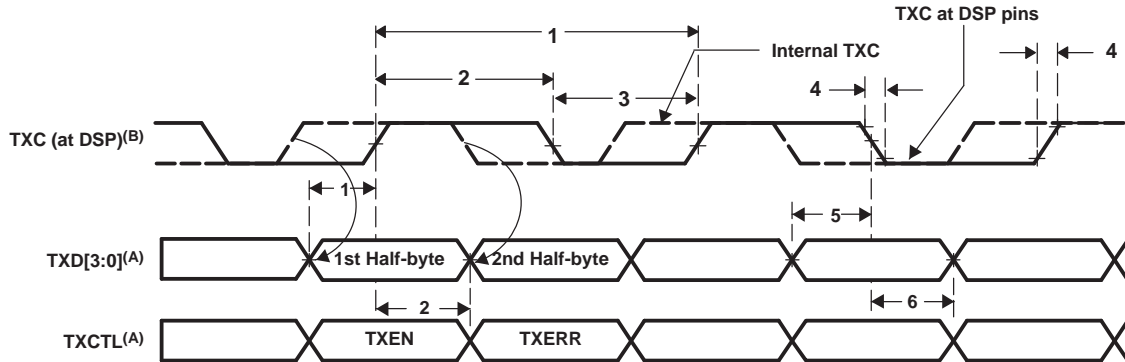 TXC at DSP pins
1
Internal TXC
4
2
4
3
TXC (at DSP)(B)
1
5
TXD[3:0](A)
1st Half-byte
2nd Half-byte
2
6
TXCTL(A)
TXEN
TXERR